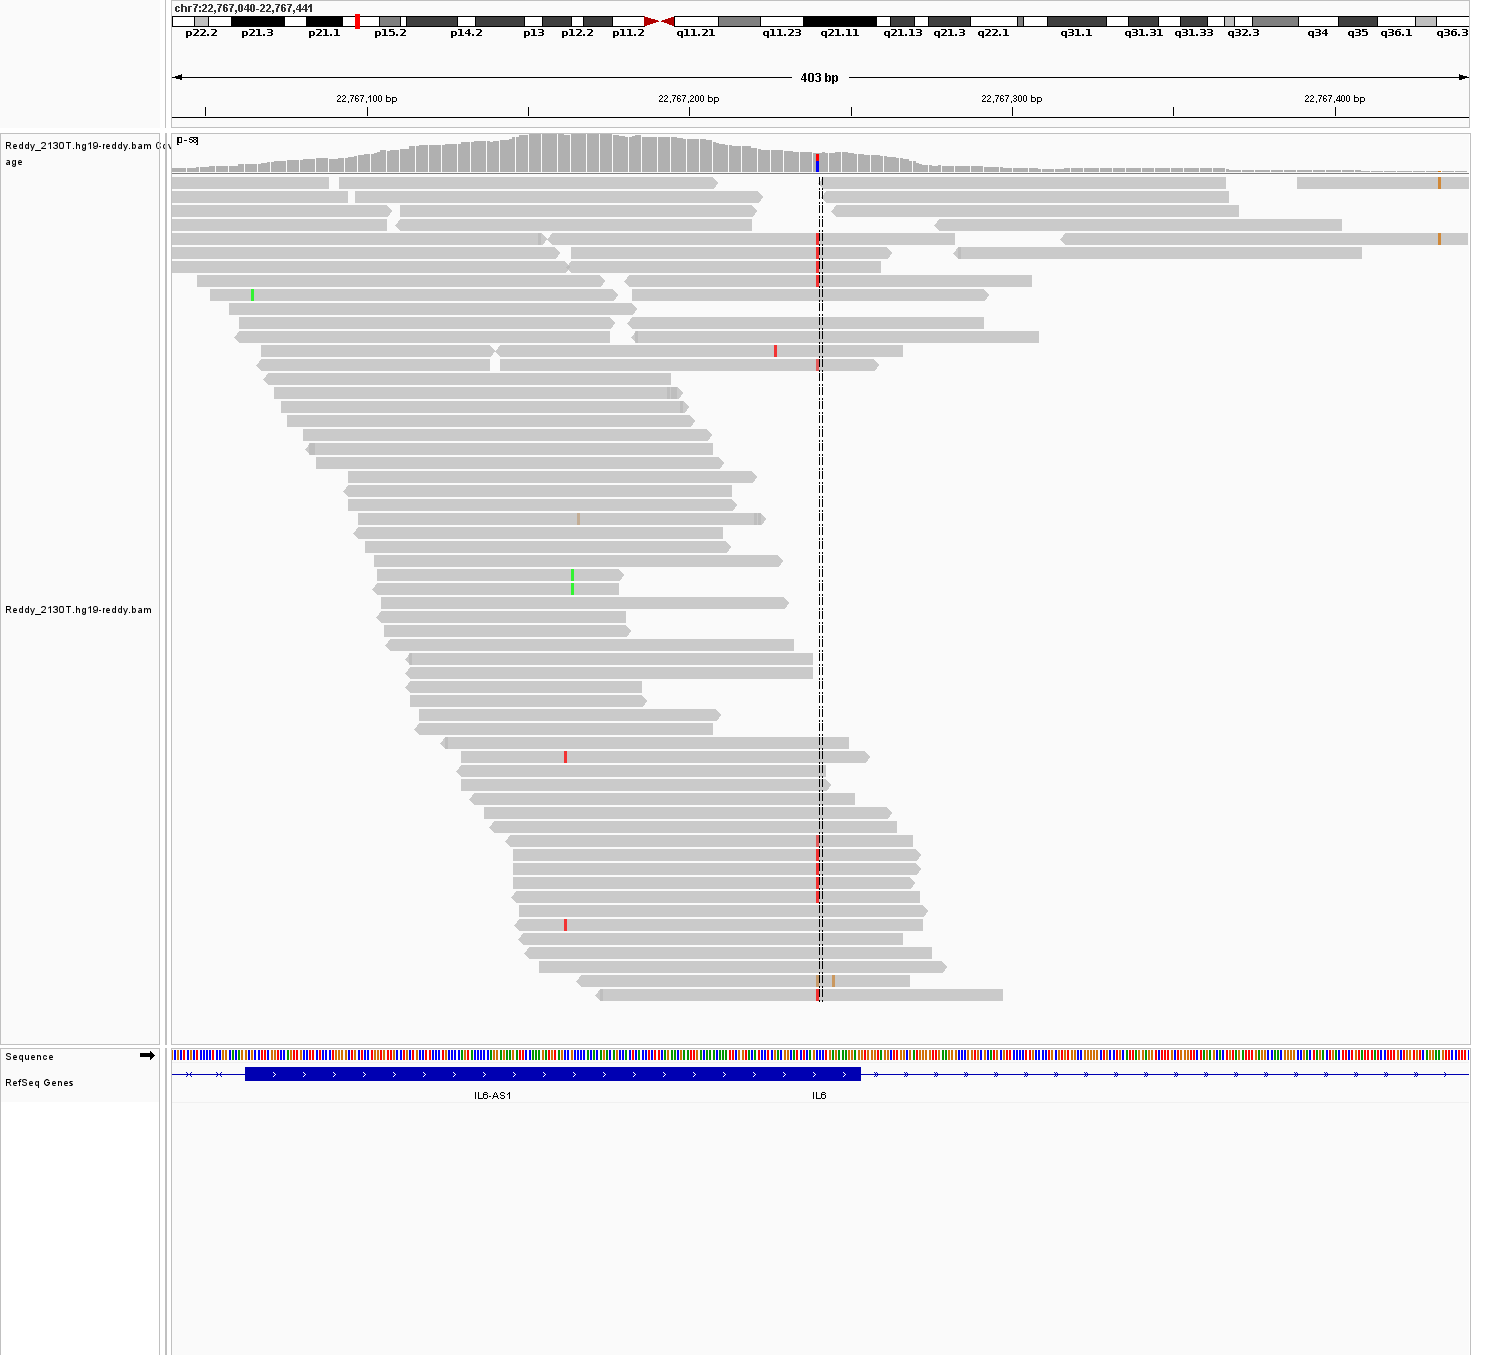 chr7:22,767,040-22,767,441
p22.2 p21.3 p21.1 p15.2 p14.2 p13 p12.2 p11.2 q11.21 q11.23 q21.11 q21.13 q21.3 q22.1 q31.1 q31.31 q31.33 q32.3 q34 q35 q36.1 q36.3
403 bp
22,767,100 bp 22,767,200 bp 22,767,300 bp 22,767,400 bp
Reddy_2130T.hg19-reddy.bam Cov
age
Reddy_2130T.hg19-reddy.bam
Sequence
RefSeq Genes
IL6-AS1 IL6